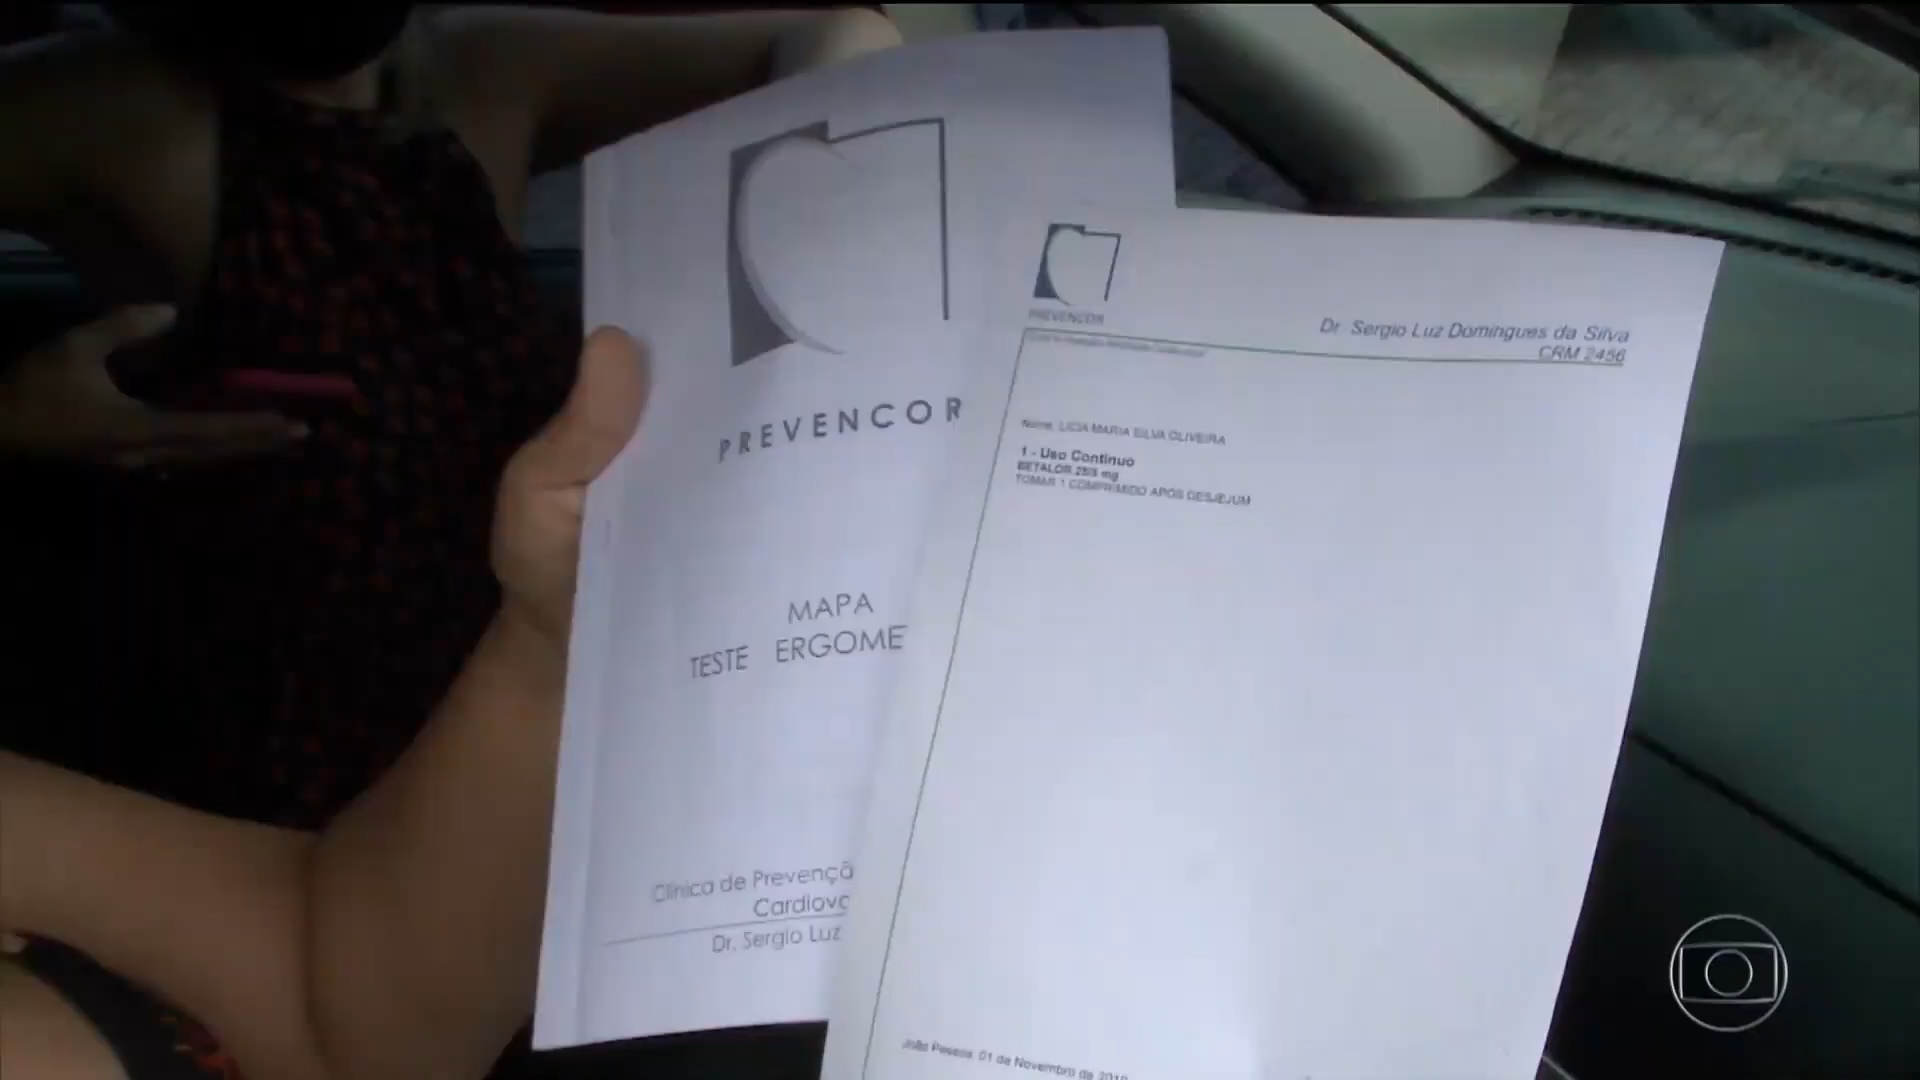 PREVENCOR
MAPA
TESTE ERGOME
Clínica de Prevençã
Cardiova
Dr. Sergio Luz
PREVENCOR
Dr. Sergio Luz Domingues da Silva
CRM 2456
Nome: LICIA MARIA SILVA OLIVEIRA
1 - Uso Contínuo
BETALOR 25/5 mg
TOMAR 1 COMPRIMIDO APOS DESJEJUM
João Pessoa, 01 de Novembro de 2019